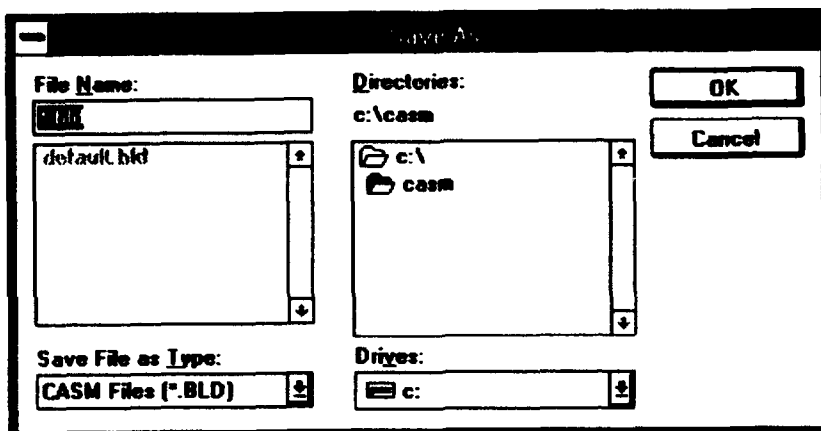 Save As
File Name:
default.bld
Save File as Type:
CASM Files (*.BLD)
Directories:
c:\casm
c:\
casm
Drives:
c:
OK
Cancel